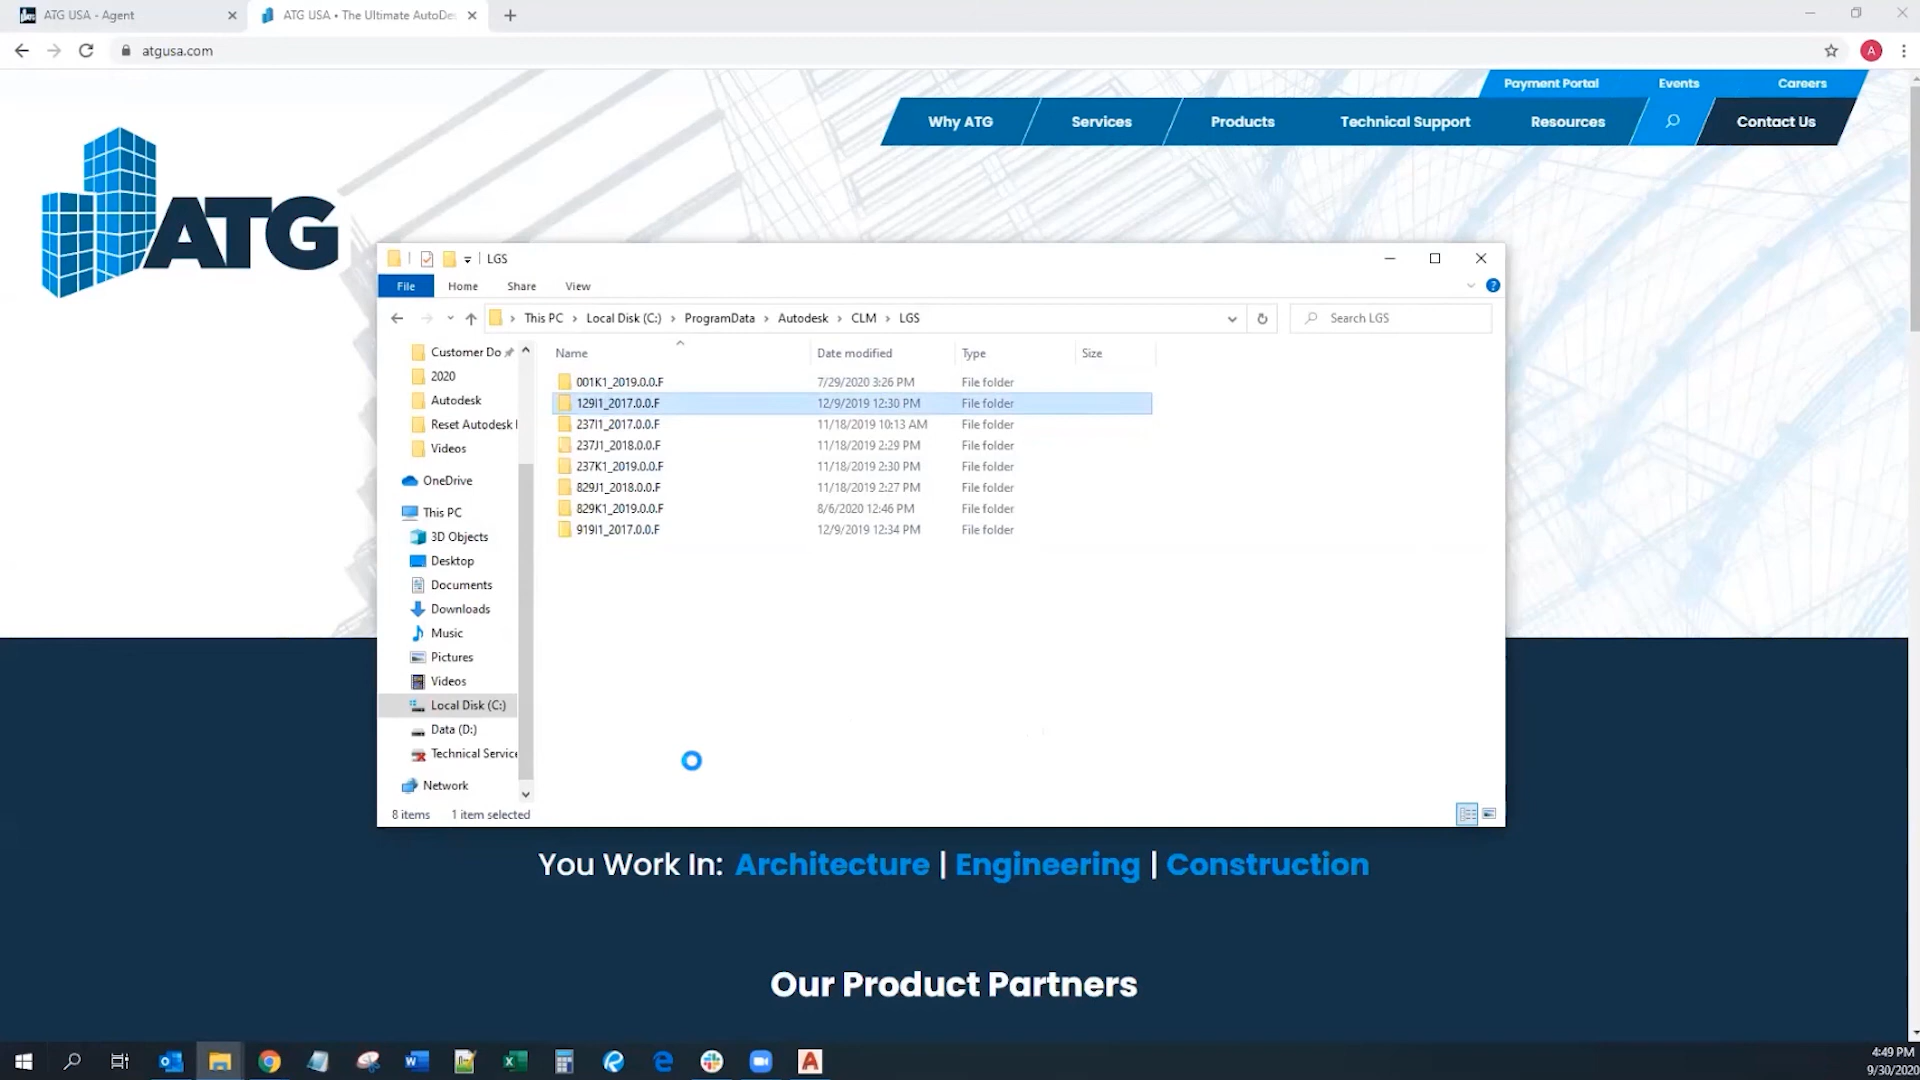 ATG USA - Agent
ATG USA • The Ultimate AutoDes
atgusa.com
A
Payment Portal Events Careers
Why ATG Services Products Technical Support Resources Contact Us
ATG
LGS
File Home Share View
This PC › Local Disk (C:) › ProgramData › Autodesk › CLM › LGS
Search LGS
Customer Do
2020
Autodesk
Reset Autodesk
Videos
OneDrive
This PC
3D Objects
Desktop
Documents
Downloads
Music
Pictures
Videos
Local Disk (C:)
Data (D:)
Technical Service
Network
Name Date modified Type Size
001K1_2019.0.0.F 7/29/2020 3:26 PM File folder
129I1_2017.0.0.F 12/9/2019 12:30 PM File folder
237I1_2017.0.0.F 11/18/2019 10:13 AM File folder
237J1_2018.0.0.F 11/18/2019 2:29 PM File folder
237K1_2019.0.0.F 11/18/2019 2:30 PM File folder
829J1_2018.0.0.F 11/18/2019 2:27 PM File folder
829K1_2019.0.0.F 8/6/2020 12:46 PM File folder
919I1_2017.0.0.F 12/9/2019 12:34 PM File folder
8 items 1 item selected
You Work In: Architecture | Engineering | Construction
Our Product Partners
4:49 PM
9/30/2020